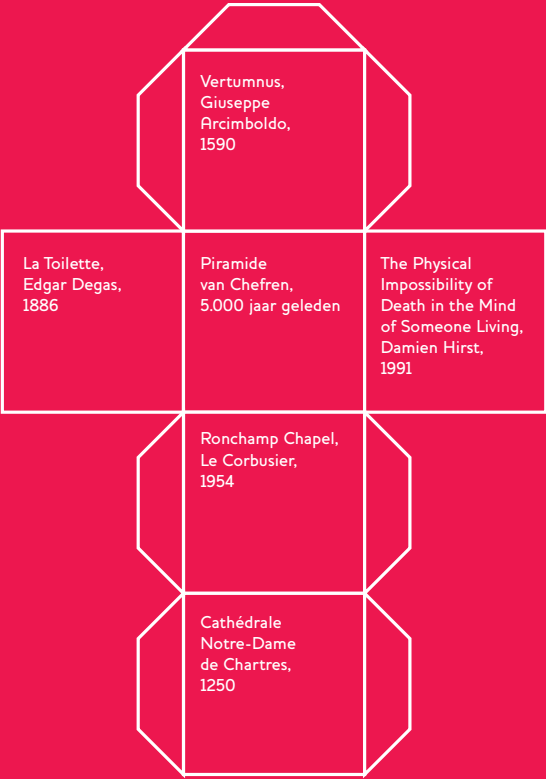 Vertumnus,
Giuseppe
Arcimboldo,
1590
La Toilette,
Edgar Degas,
1886
Piramide
van Chefren,
5.000 jaar geleden
The Physical
Impossibility of
Death in the Mind
of Someone Living,
Damien Hirst,
1991
Ronchamp Chapel,
Le Corbusier,
1954
Cathédrale
Notre-Dame
de Chartres,
1250